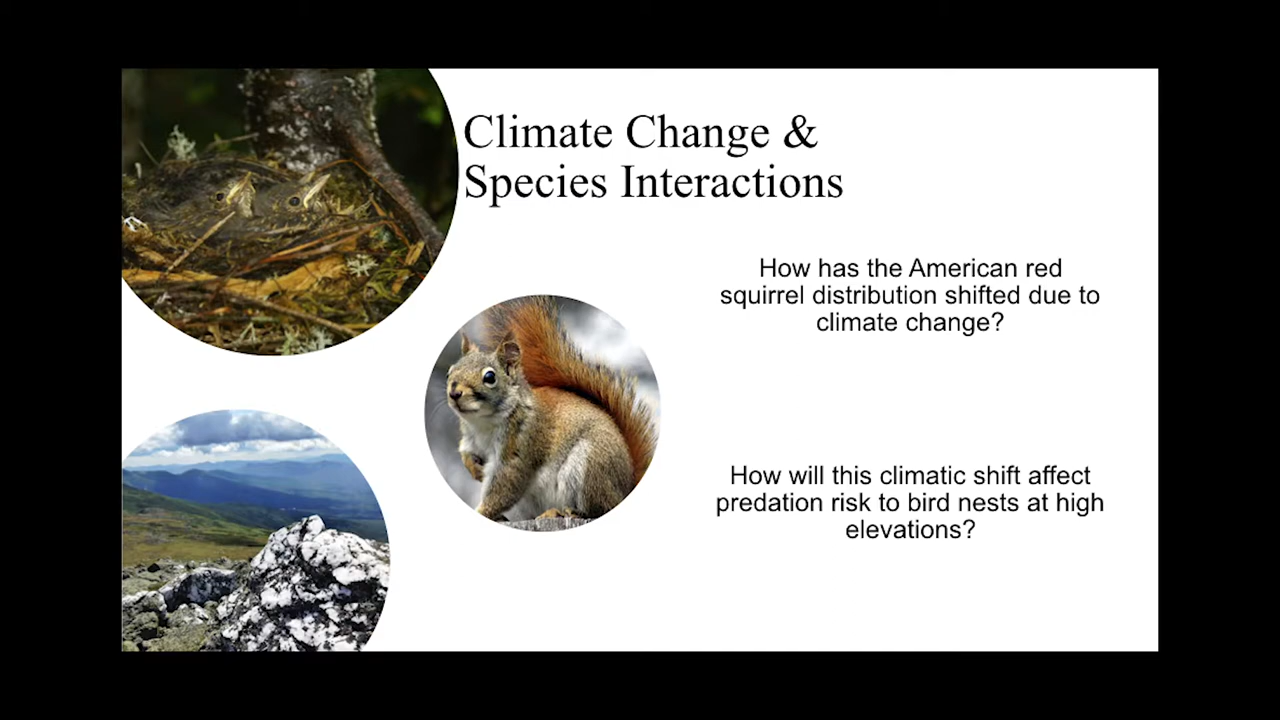 Climate Change &
Species Interactions
How has the American red
squirrel distribution shifted due to
climate change?
How will this climatic shift affect
predation risk to bird nests at high
elevations?